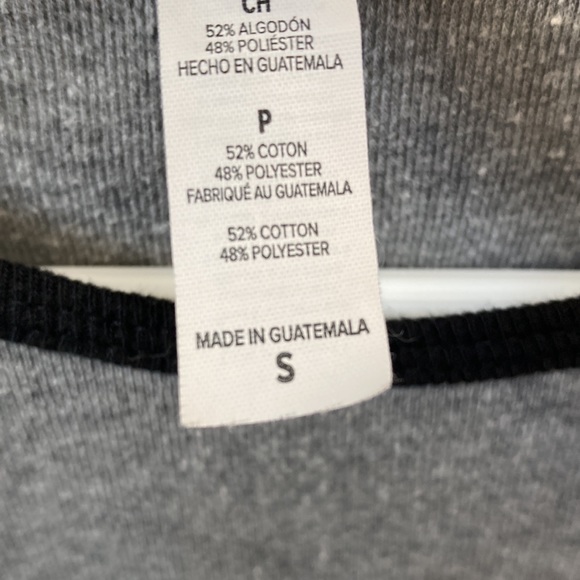 CH
52% ALGODÓN
48% POLIÉSTER
HECHO EN GUATEMALA
P
52% COTON
48% POLYESTER
FABRIQUÉ AU GUATEMALA
52% COTTON
48% POLYESTER
MADE IN GUATEMALA
S